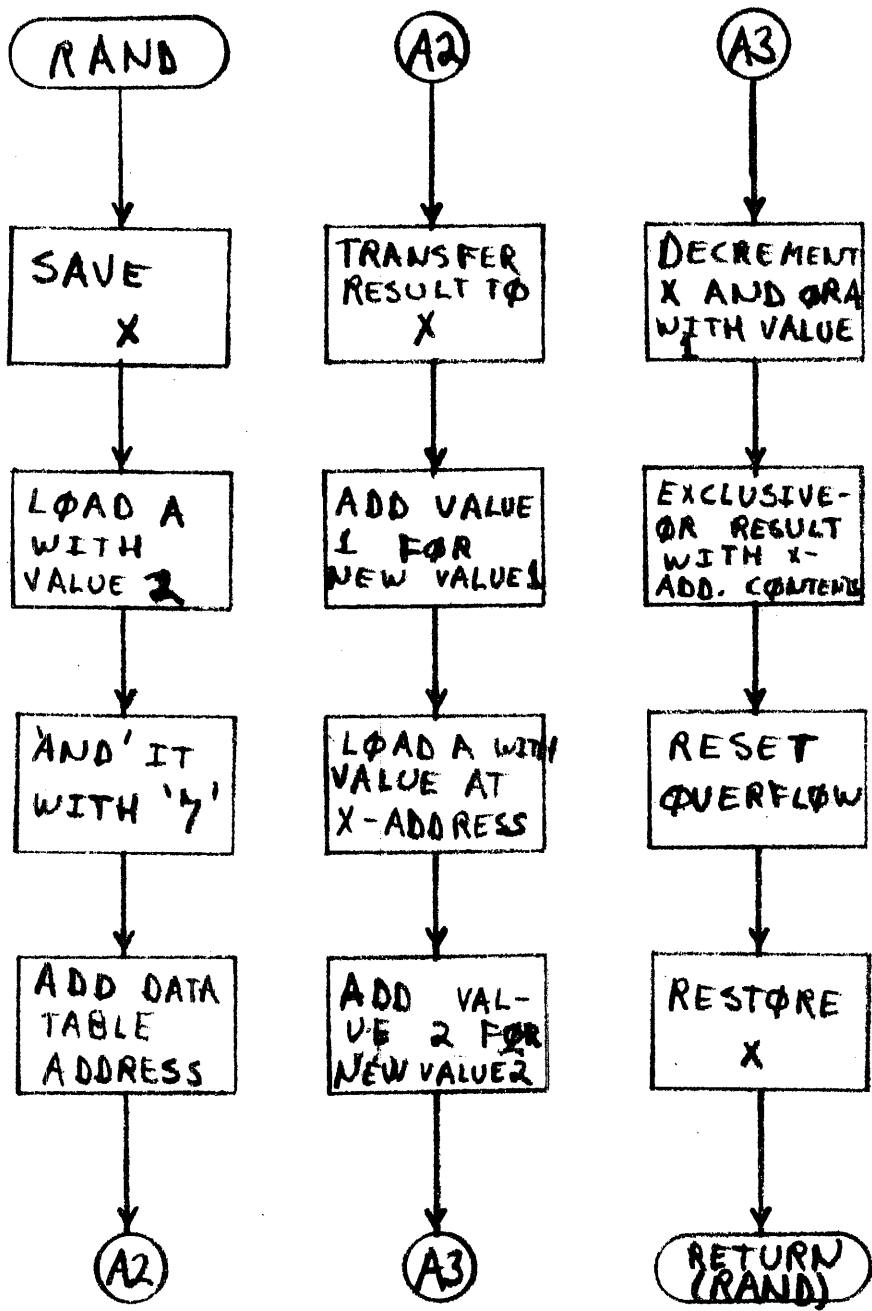 RAND
SAVE
X
LØAD A
WITH
VALUE 2
'AND' IT
WITH '7'
ADD DATA
TABLE
ADDRESS
A2
A2
TRANSFER
RESULT TØ
X
ADD VALUE
1 FØR
NEW VALUE1
LØAD A WITH
VALUE AT
X-ADDRESS
ADD VAL-
UE 2 FØR
NEW VALUE2
A3
A3
DECREMENT
X AND ØRA
WITH VALUE
1
EXCLUSIVE-
ØR RESULT
WITH X-
ADD. CØNTENTS
RESET
ØVERFLØW
RESTØRE
X
RETURN
(RAND)